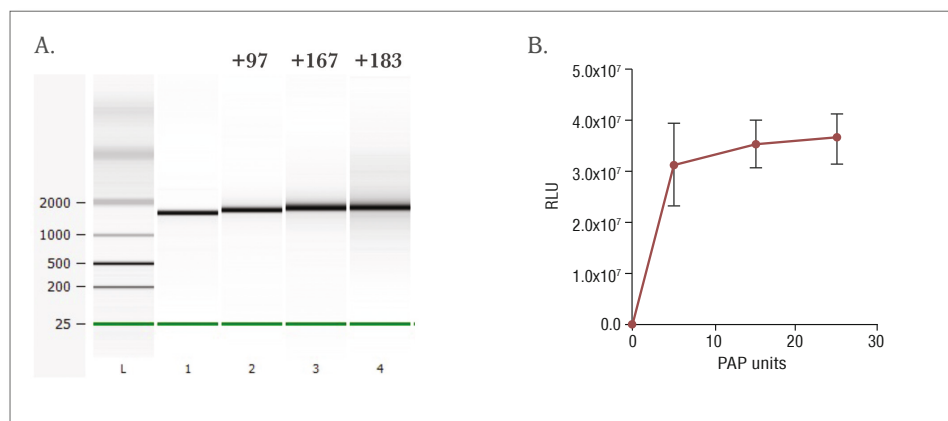 A.
+97 +167 +183
2000
1000
500
200
25
L 1 2 3 4
B.
5.0x10⁷
4.0x10⁷
3.0x10⁷
2.0x10⁷
1.0x10⁷
0.0
RLU
0 10 20 30
PAP units